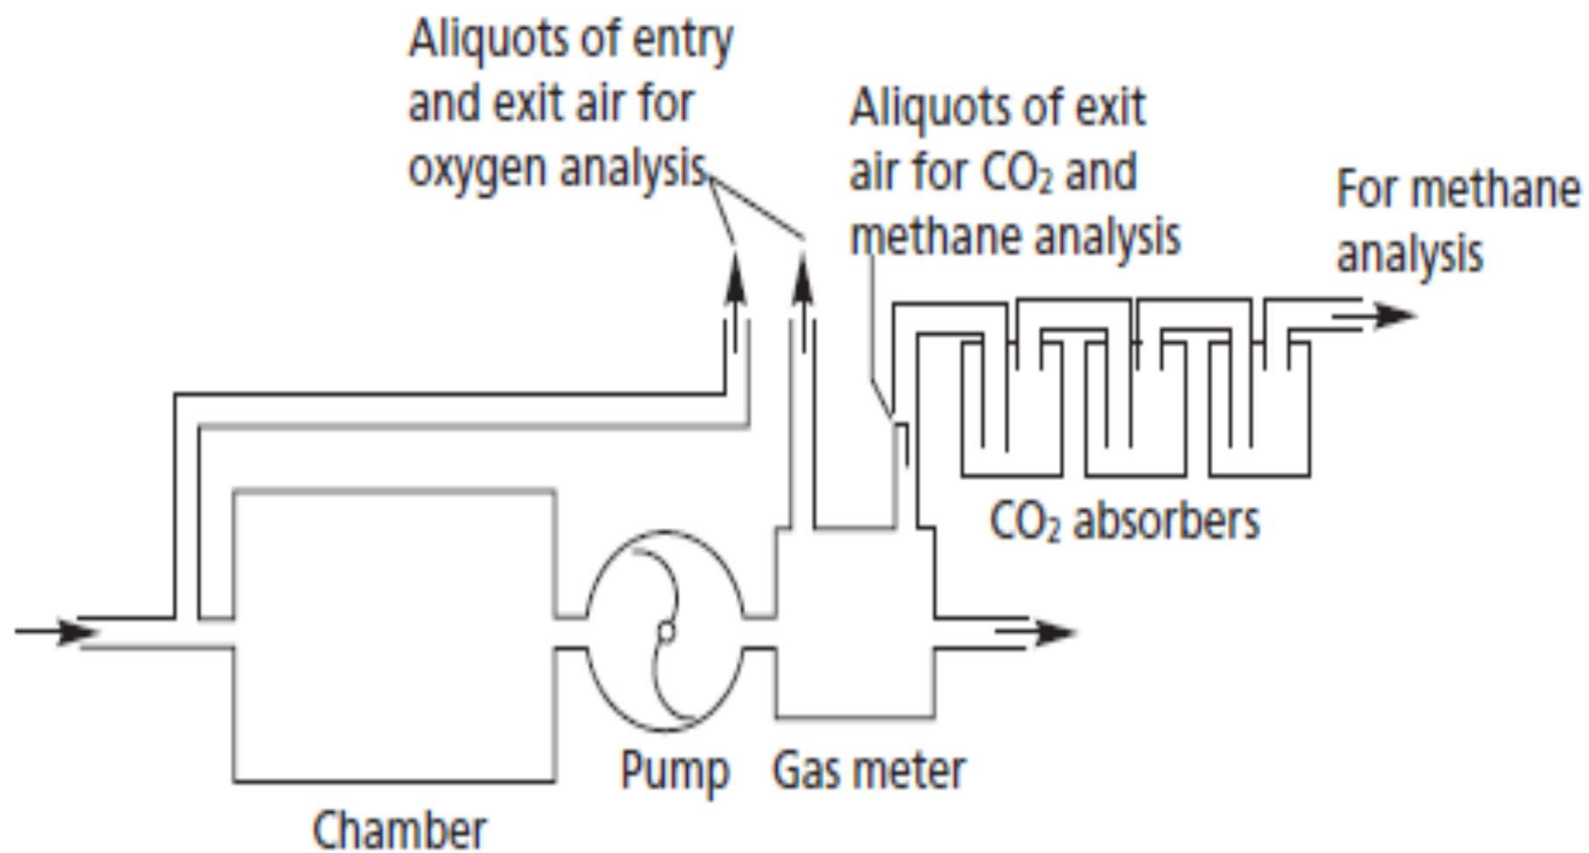 Aliquots of entry
and exit air for
oxygen analysis
Aliquots of exit
air for CO₂ and
methane analysis
For methane
analysis
CO₂ absorbers
Pump
Gas meter
Chamber